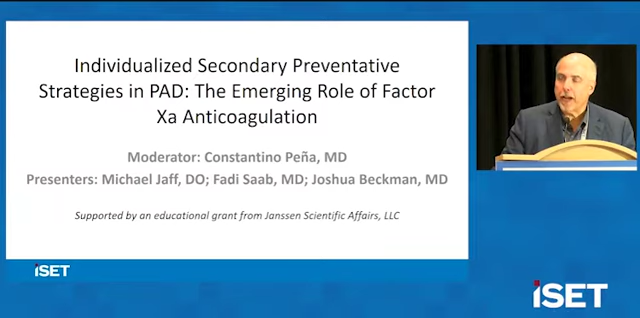 Individualized Secondary Preventative
Strategies in PAD: The Emerging Role of Factor
Xa Anticoagulation
Moderator: Constantino Peña, MD
Presenters: Michael Jaff, DO; Fadi Saab, MD; Joshua Beckman, MD
Supported by an educational grant from Janssen Scientific Affairs, LLC
iSET
iSET